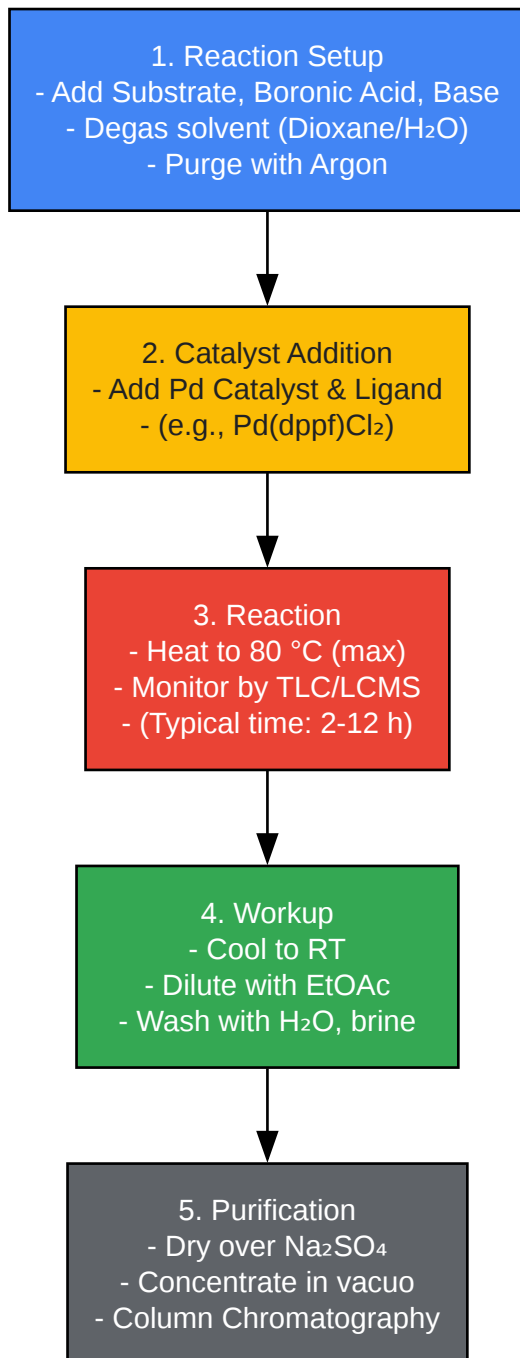 1. Reaction Setup
- Add Substrate, Boronic Acid, Base
- Degas solvent (Dioxane/H₂O)
- Purge with Argon
2. Catalyst Addition
- Add Pd Catalyst & Ligand
- (e.g., Pd(dppf)Cl₂)
3. Reaction
- Heat to 80 °C (max)
- Monitor by TLC/LCMS
- (Typical time: 2-12 h)
4. Workup
- Cool to RT
- Dilute with EtOAc
- Wash with H₂O, brine
5. Purification
- Dry over Na₂SO₄
- Concentrate in vacuo
- Column Chromatography